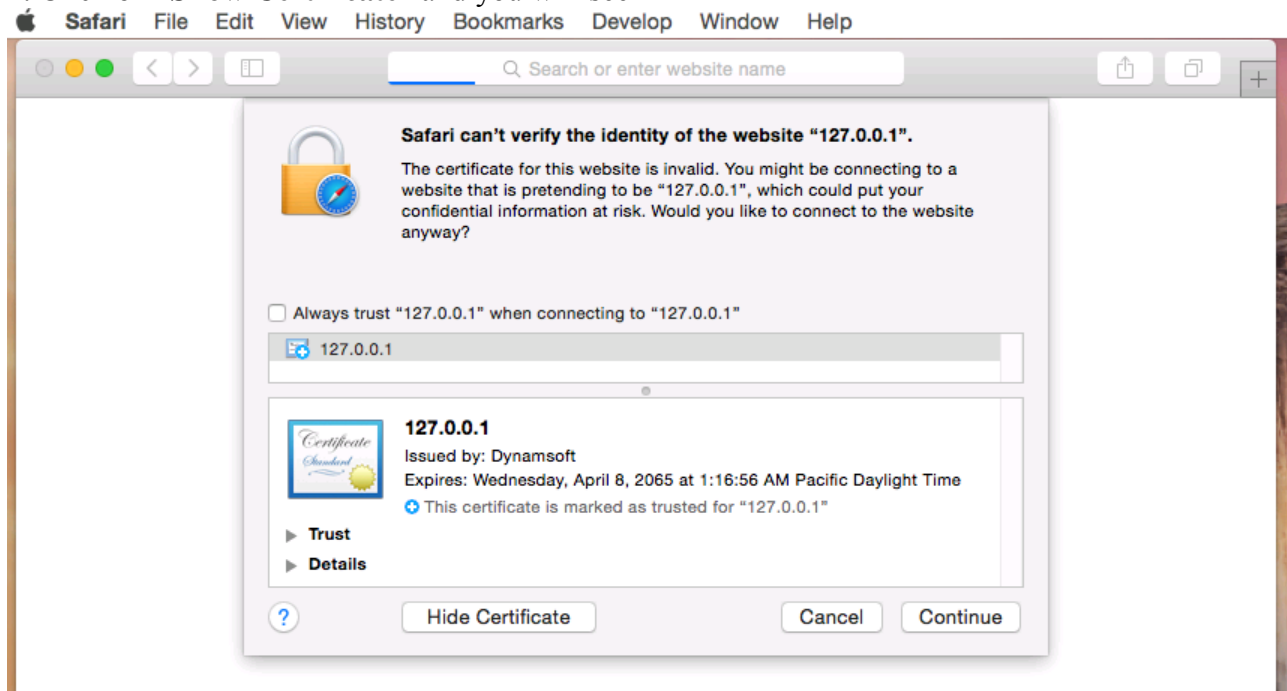 Safari File Edit View History Bookmarks Develop Window Help
Search or enter website name
Safari can't verify the identity of the website “127.0.0.1”.
The certificate for this website is invalid. You might be connecting to a
website that is pretending to be “127.0.0.1”, which could put your
confidential information at risk. Would you like to connect to the website
anyway?
Always trust “127.0.0.1” when connecting to “127.0.0.1”
127.0.0.1
Certificate
Standard
127.0.0.1
Issued by: Dynamsoft
Expires: Wednesday, April 8, 2065 at 1:16:56 AM Pacific Daylight Time
This certificate is marked as trusted for “127.0.0.1”
Trust
Details
? Hide Certificate Cancel Continue